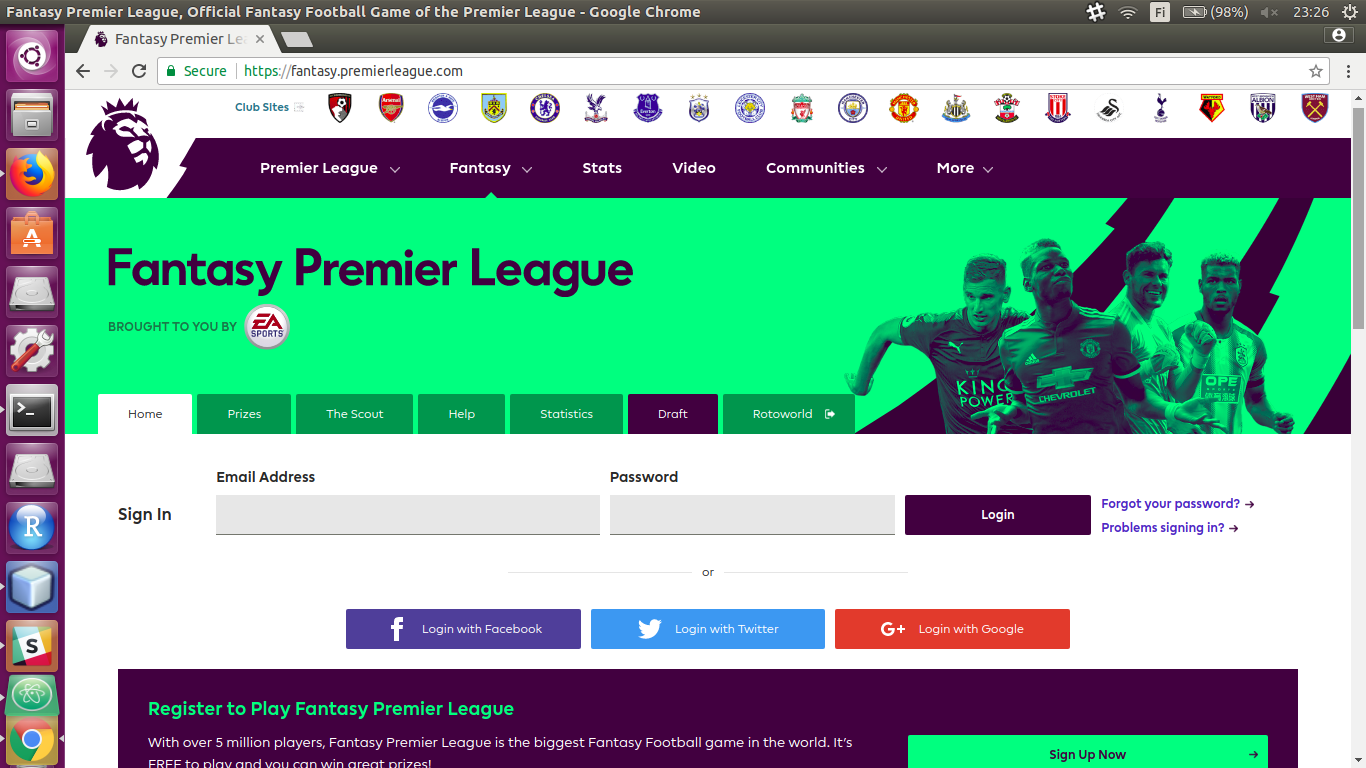 Fantasy Premier League, Official Fantasy Football Game of the Premier League - Google Chrome
Fi (98%) 23:26
Fantasy Premier Le
Secure https://fantasy.premierleague.com
Club Sites
Premier League Fantasy Stats Video Communities More
Fantasy Premier League
BROUGHT TO YOU BY EA SPORTS
KING POWER
CHEVROLET
OPE
Home Prizes The Scout Help Statistics Draft Rotoworld
Email Address Password
Sign In Login Forgot your password?
Problems signing in?
or
Login with Facebook Login with Twitter Login with Google
Register to Play Fantasy Premier League
With over 5 million players, Fantasy Premier League is the biggest Fantasy Football game in the world. It's
FREE to play and you can win great prizes!
Sign Up Now